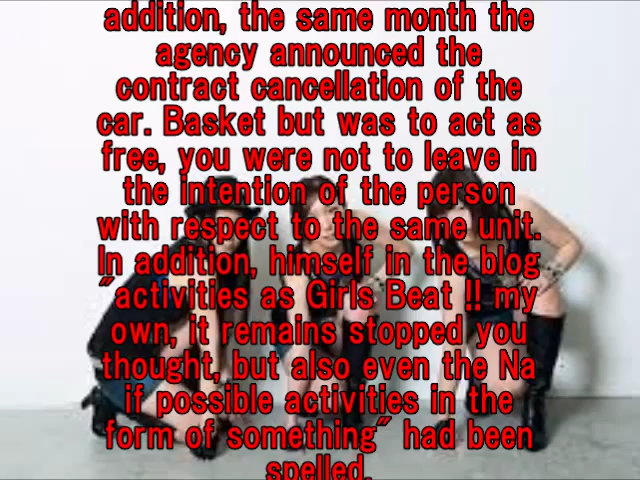 addition, the same month the
agency announced the
contract cancellation of the
car. Basket but was to act as
free, you were not to leave in
the intention of the person
with respect to the same unit.
In addition, himself in the blog
"activities as Girls Beat !! my
own, it remains stopped you
thought, but also even the Na
if possible activities in the
form of something" had been
spelled.